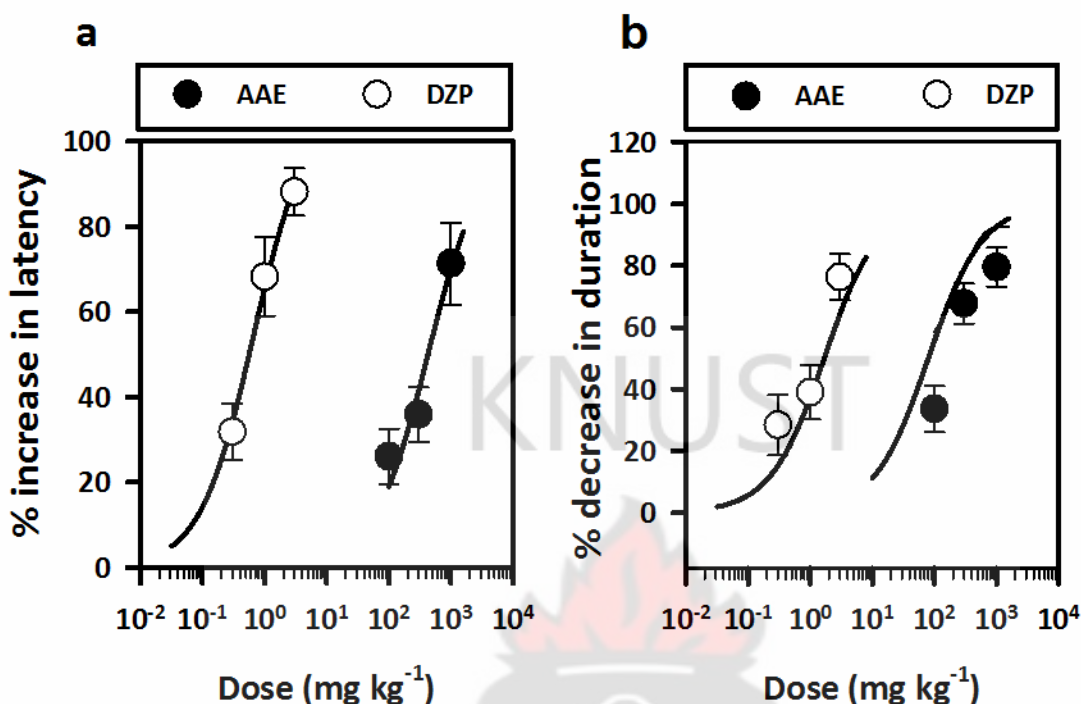 a
AAE DZP
% increase in latency
100
80
60
40
20
0
10⁻² 10⁻¹ 10⁰ 10¹ 10² 10³ 10⁴
Dose (mg kg⁻¹)
b
AAE DZP
% decrease in duration
120
100
80
60
40
20
0
10⁻² 10⁻¹ 10⁰ 10¹ 10² 10³ 10⁴
Dose (mg kg⁻¹)
KNUST